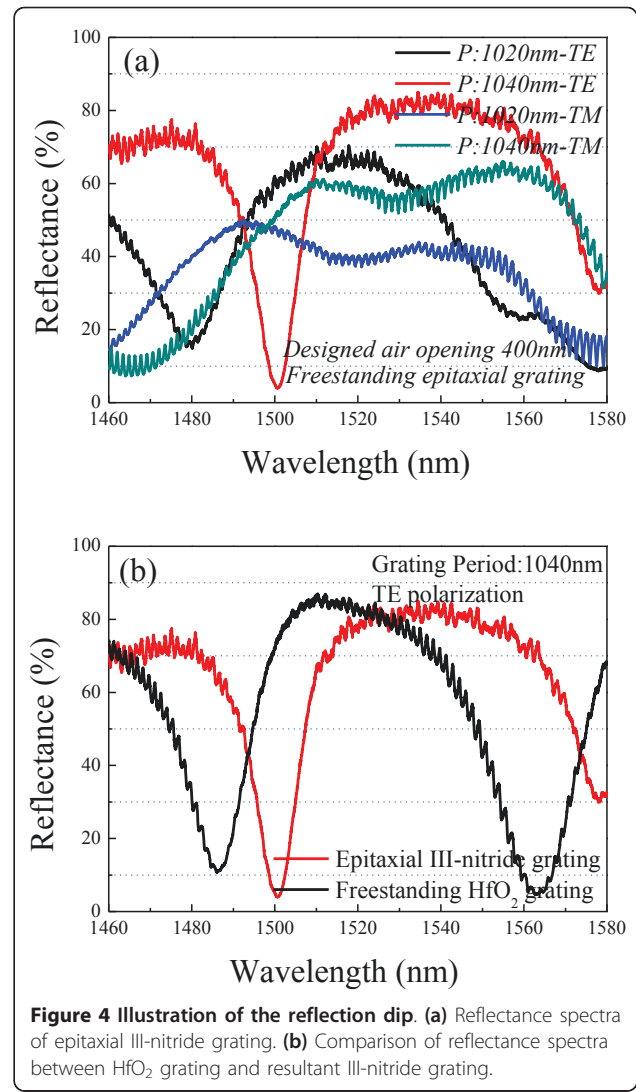 (a)
P:1020nm-TE
P:1040nm-TE
P:1020nm-TM
P:1040nm-TM
100
80
60
40
20
0
Reflectance (%)
Designed air opening 400nm
Freestanding epitaxial grating
1460 1480 1500 1520 1540 1560 1580
Wavelength (nm)
(b)
Grating Period:1040nm
TE polarization
100
80
60
40
20
0
Reflectance (%)
Epitaxial III-nitride grating
Freestanding HfO₂ grating
1460 1480 1500 1520 1540 1560 1580
Wavelength (nm)
Figure 4 Illustration of the reflection dip. (a) Reflectance spectra
of epitaxial III-nitride grating. (b) Comparison of reflectance spectra
between HfO₂ grating and resultant III-nitride grating.